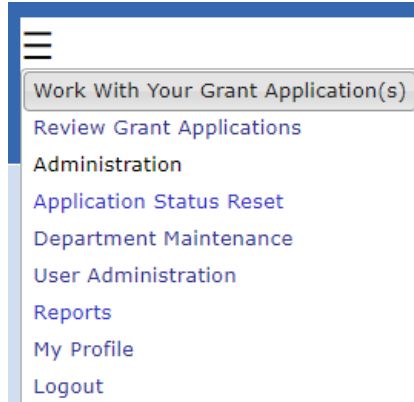 Work With Your Grant Application(s)
Review Grant Applications
Administration
Application Status Reset
Department Maintenance
User Administration
Reports
My Profile
Logout